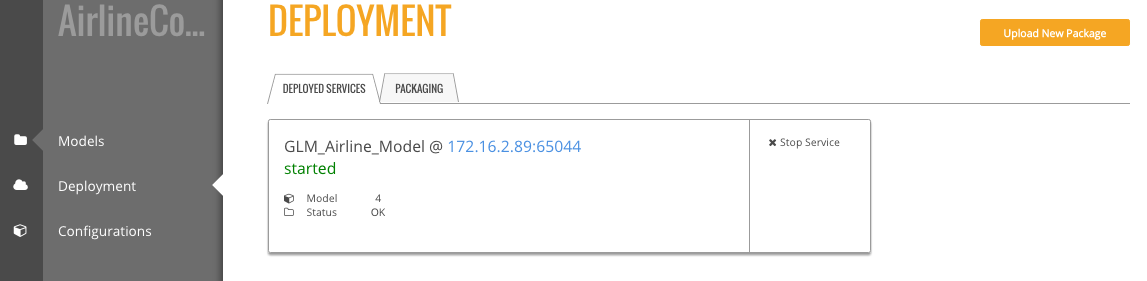 AirlineCo...
DEPLOYMENT
Upload New Package
DEPLOYED SERVICES
PACKAGING
Models
Deployment
Configurations
GLM_Airline_Model @ 172.16.2.89:65044
started
Model 4
Status OK
Stop Service